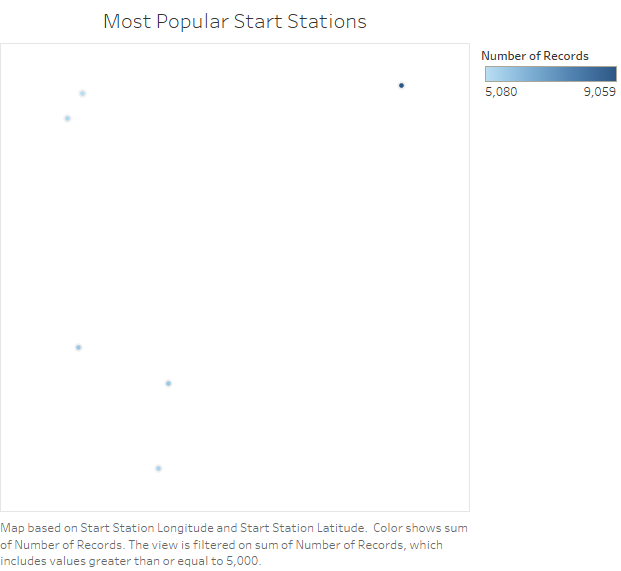 Most Popular Start Stations
Number of Records
5,080 9,059
Map based on Start Station Longitude and Start Station Latitude.  Color shows sum
of Number of Records. The view is filtered on sum of Number of Records, which
includes values greater than or equal to 5,000.